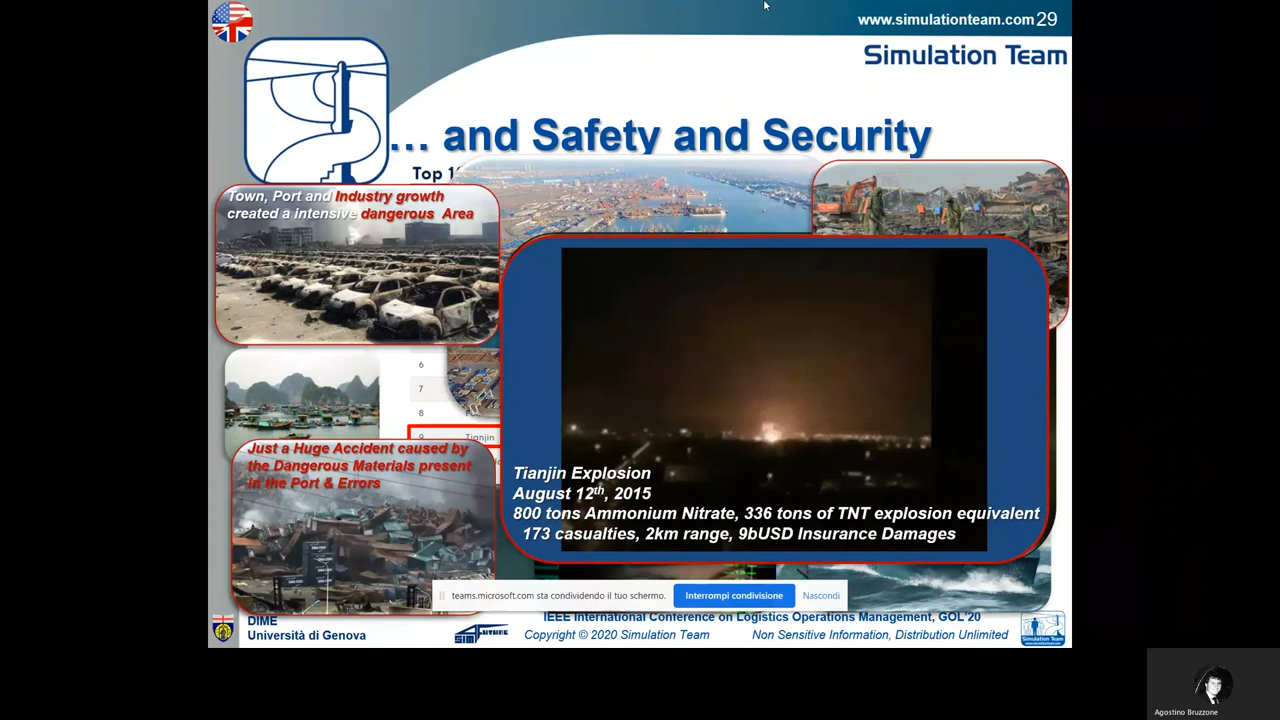 www.simulationteam.com 29
Simulation Team
... and Safety and Security
Top 1
Town, Port and Industry growth
created a intensive dangerous Area
6
7
8
9 Tianjin
Just a Huge Accident caused by
the Dangerous Materials present
in the Port & Errors
Tianjin Explosion
August 12th, 2015
800 tons Ammonium Nitrate, 336 tons of TNT explosion equivalent
173 casualties, 2km range, 9bUSD Insurance Damages
teams.microsoft.com sta condividendo il tuo schermo.
Interrompi condivisione
Nascondi
DIME
Università di Genova
IEEE International Conference on Logistics Operations Management, GOL'20
Copyright © 2020 Simulation Team
Non Sensitive Information, Distribution Unlimited
Simulation Team
Agostino Bruzzone